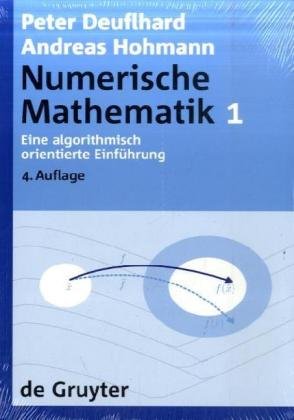 Peter Deuflhard
Andreas Hohmann
Numerische
Mathematik 1
Eine algorithmisch
orientierte Einführung
4. Auflage
de Gruyter